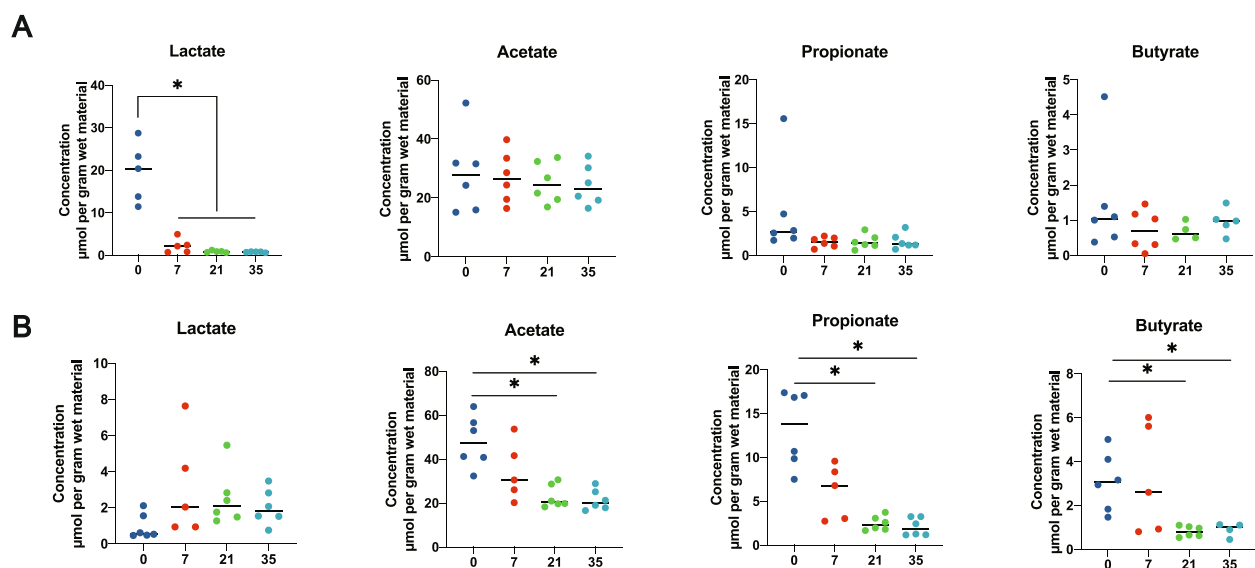 A
Lactate
Concentration
µmol per gram wet material
40
30
20
10
0
*
0 7 21 35
Acetate
Concentration
µmol per gram wet material
60
40
20
0
0 7 21 35
Propionate
Concentration
µmol per gram wet material
20
15
10
5
0
0 7 21 35
Butyrate
Concentration
µmol per gram wet material
5
4
3
2
1
0
0 7 21 35
B
Lactate
Concentration
µmol per gram wet material
10
8
6
4
2
0
0 7 21 35
Acetate
Concentration
µmol per gram wet material
80
60
40
20
0
*
*
0 7 21 35
Propionate
Concentration
µmol per gram wet material
20
15
10
5
0
*
*
0 7 21 35
Butyrate
Concentration
µmol per gram wet material
8
6
4
2
0
*
*
0 7 21 35